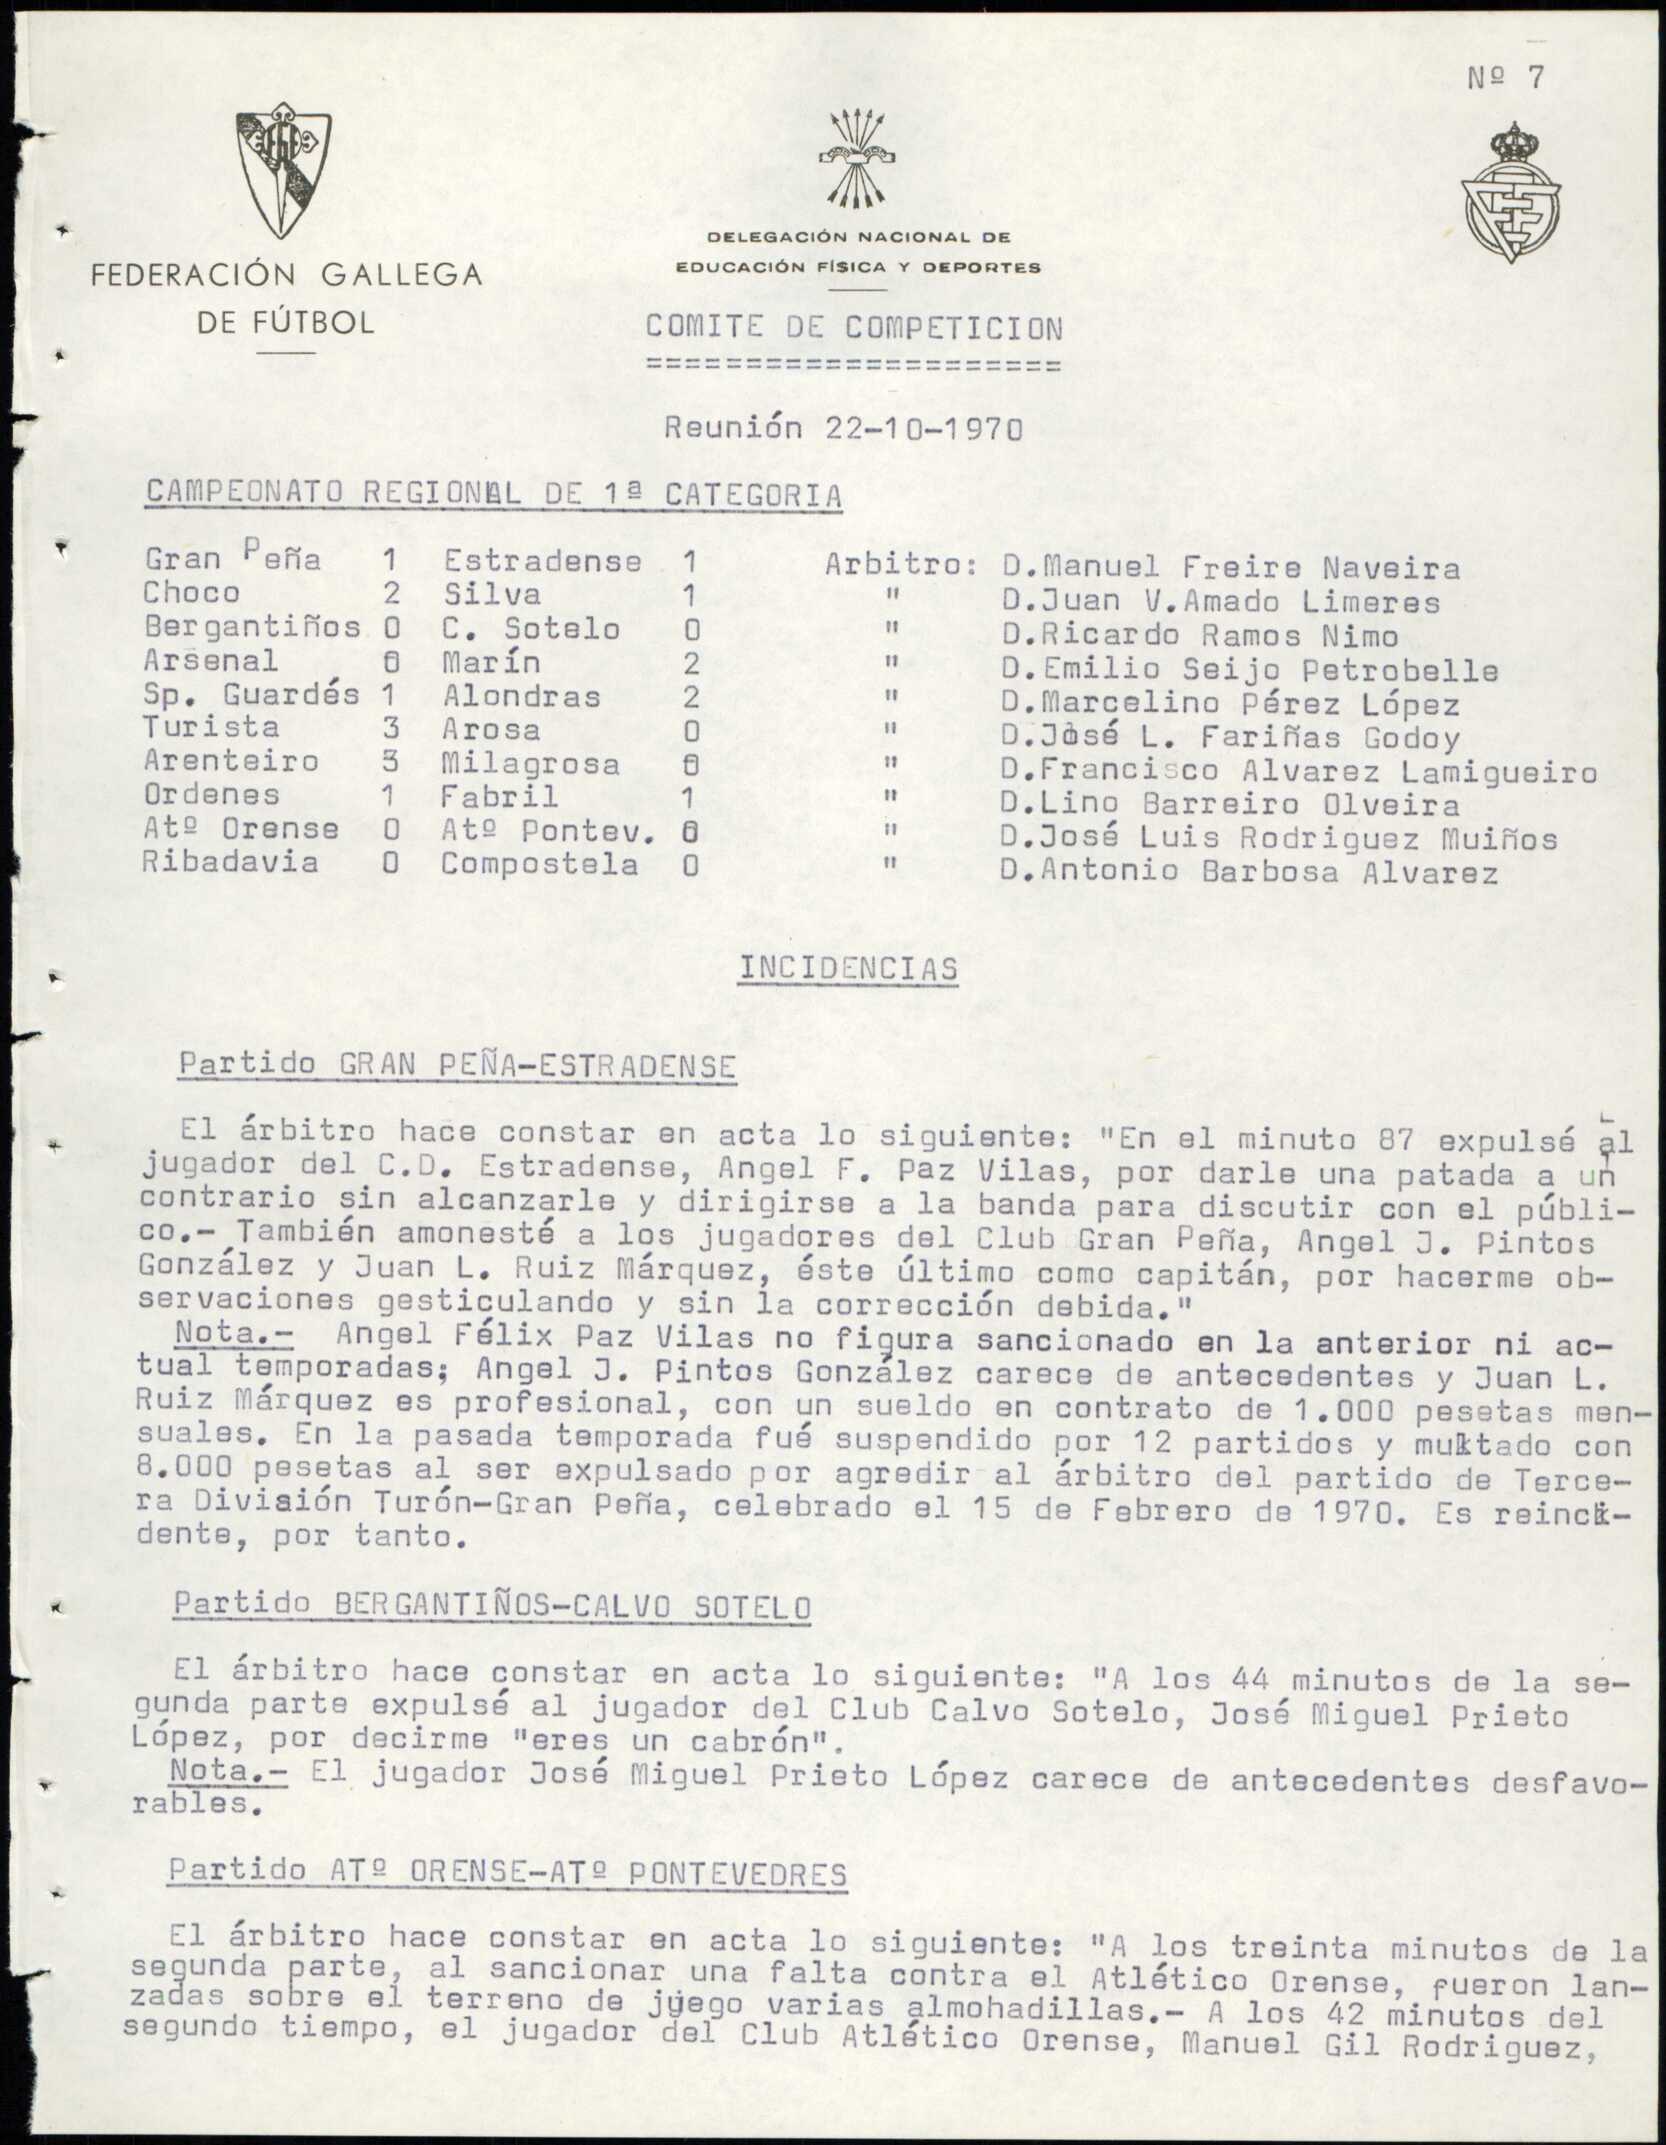 Nº 7
FEDERACIÓN GALLEGA
DE FÚTBOL
DELEGACIÓN NACIONAL DE
EDUCACIÓN FÍSICA Y DEPORTES
COMITE DE COMPETICION
=====================
Reunión 22-10-1970
CAMPEONATO REGIONAL DE 1ª CATEGORIA
Gran Peña 1 Estradense 1 Arbitro: D.Manuel Freire Naveira
Choco 2 Silva 1 " D.Juan V.Amado Limeres
Bergantiños 0 C. Sotelo 0 " D.Ricardo Ramos Nimo
Arsenal 0 Marín 2 " D.Emilio Seijo Petrobelle
Sp. Guardés 1 Alondras 2 " D.Marcelino Pérez López
Turista 3 Arosa 0 " D.José L. Fariñas Godoy
Arenteiro 3 Milagrosa 0 " D.Francisco Alvarez Lamigueiro
Ordenes 1 Fabril 1 " D.Lino Barreiro Olveira
Atº Orense 0 Atº Pontev. 0 " D.José Luis Rodriguez Muiños
Ribadavia 0 Compostela 0 " D.Antonio Barbosa Alvarez
INCIDENCIAS
Partido GRAN PEÑA-ESTRADENSE
El árbitro hace constar en acta lo siguiente: "En el minuto 87 expulsé al
jugador del C.D. Estradense, Angel F. Paz Vilas, por darle una patada a un
contrario sin alcanzarle y dirigirse a la banda para discutir con el públi-
co.- También amonesté a los jugadores del Club Gran Peña, Angel J. Pintos
González y Juan L. Ruiz Márquez, éste último como capitán, por hacerme ob-
servaciones gesticulando y sin la corrección debida."
Nota.- Angel Félix Paz Vilas no figura sancionado en la anterior ni ac-
tual temporadas; Angel J. Pintos González carece de antecedentes y Juan L.
Ruiz Márquez es profesional, con un sueldo en contrato de 1.000 pesetas men-
suales. En la pasada temporada fué suspendido por 12 partidos y multado con
8.000 pesetas al ser expulsado por agredir al árbitro del partido de Terce-
ra División Turón-Gran Peña, celebrado el 15 de Febrero de 1970. Es reinci-
dente, por tanto.
Partido BERGANTIÑOS-CALVO SOTELO
El árbitro hace constar en acta lo siguiente: "A los 44 minutos de la se-
gunda parte expulsé al jugador del Club Calvo Sotelo, José Miguel Prieto
López, por decirme "eres un cabrón".
Nota.- El jugador José Miguel Prieto López carece de antecedentes desfavo-
rables.
Partido ATº ORENSE-ATº PONTEVEDRES
El árbitro hace constar en acta lo siguiente: "A los treinta minutos de la
segunda parte, al sancionar una falta contra el Atlético Orense, fueron lan-
zadas sobre el terreno de juego varias almohadillas.- A los 42 minutos del
segundo tiempo, el jugador del Club Atlético Orense, Manuel Gil Rodriguez,